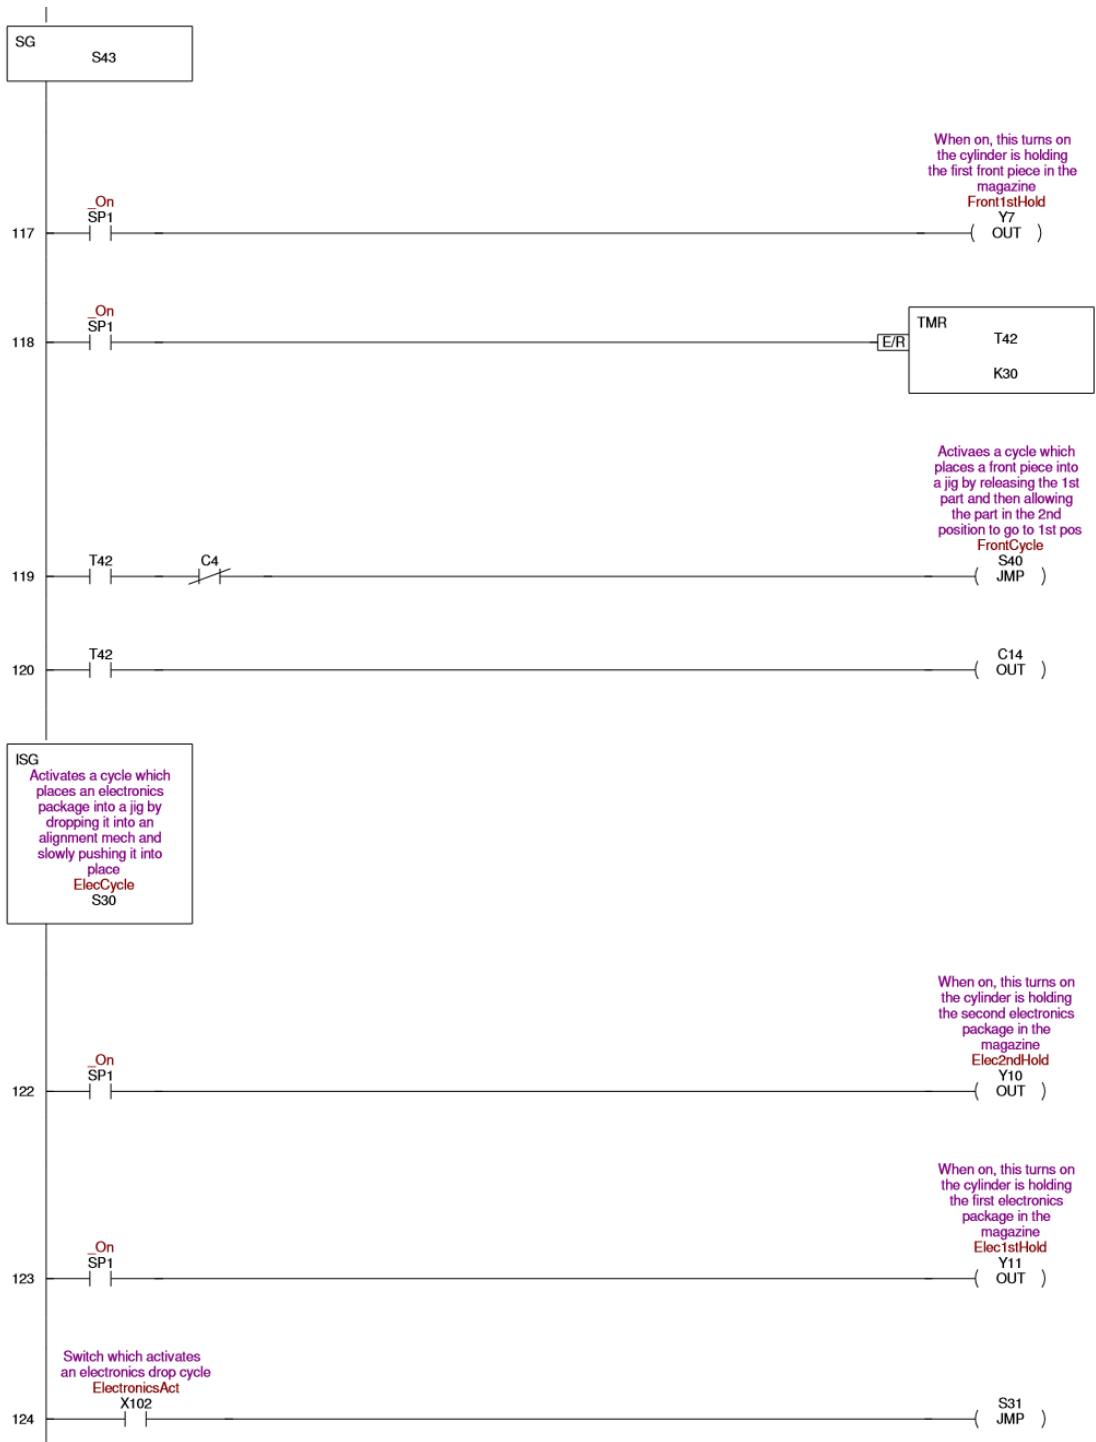 SG
S43
When on, this turns on
the cylinder is holding
the first front piece in the
magazine
Front1stHold
_On
SP1
Y7
117
OUT
_On
SP1
118
E/R
TMR
T42
K30
Activaes a cycle which
places a front piece into
a jig by releasing the 1st
part and then allowing
the part in the 2nd
position to go to 1st pos
FrontCycle
T42
C4
S40
119
JMP
T42
C14
120
OUT
ISG
Activates a cycle which
places an electronics
package into a jig by
dropping it into an
alignment mech and
slowly pushing it into
place
ElecCycle
S30
When on, this turns on
the cylinder is holding
the second electronics
package in the
magazine
Elec2ndHold
_On
SP1
Y10
122
OUT
When on, this turns on
the cylinder is holding
the first electronics
package in the
magazine
Elec1stHold
_On
SP1
Y11
123
OUT
Switch which activates
an electronics drop cycle
ElectronicsAct
X102
S31
124
JMP